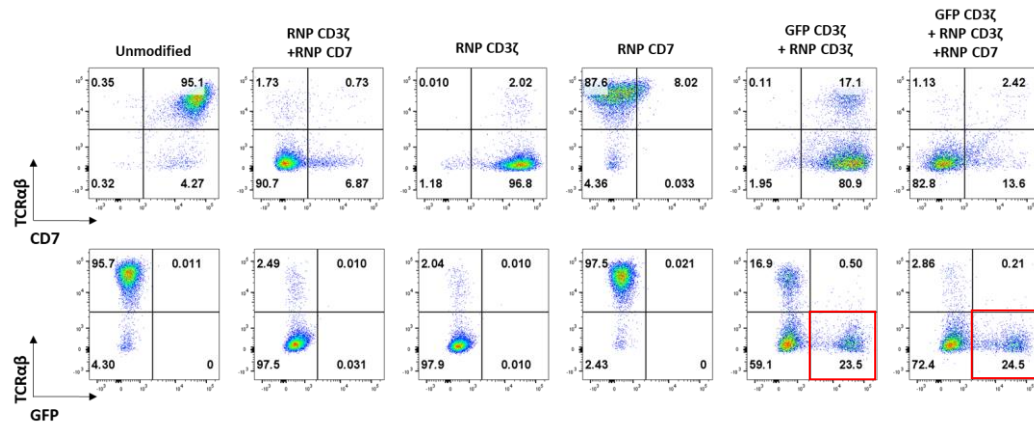 Unmodified
RNP CD3ζ
+RNP CD7
RNP CD3ζ
RNP CD7
GFP CD3ζ
+ RNP CD3ζ
GFP CD3ζ
+ RNP CD3ζ
+RNP CD7
0.35 95.1
0.32 4.27
1.73 0.73
90.7 6.87
0.010 2.02
1.18 96.8
87.6 8.02
4.36 0.033
0.11 17.1
1.95 80.9
1.13 2.42
82.8 13.6
TCRαβ
CD7
95.7 0.011
4.30 0
2.49 0.010
97.5 0.031
2.04 0.010
97.9 0.010
97.5 0.021
2.43 0
16.9 0.50
59.1 23.5
2.86 0.21
72.4 24.5
TCRαβ
GFP